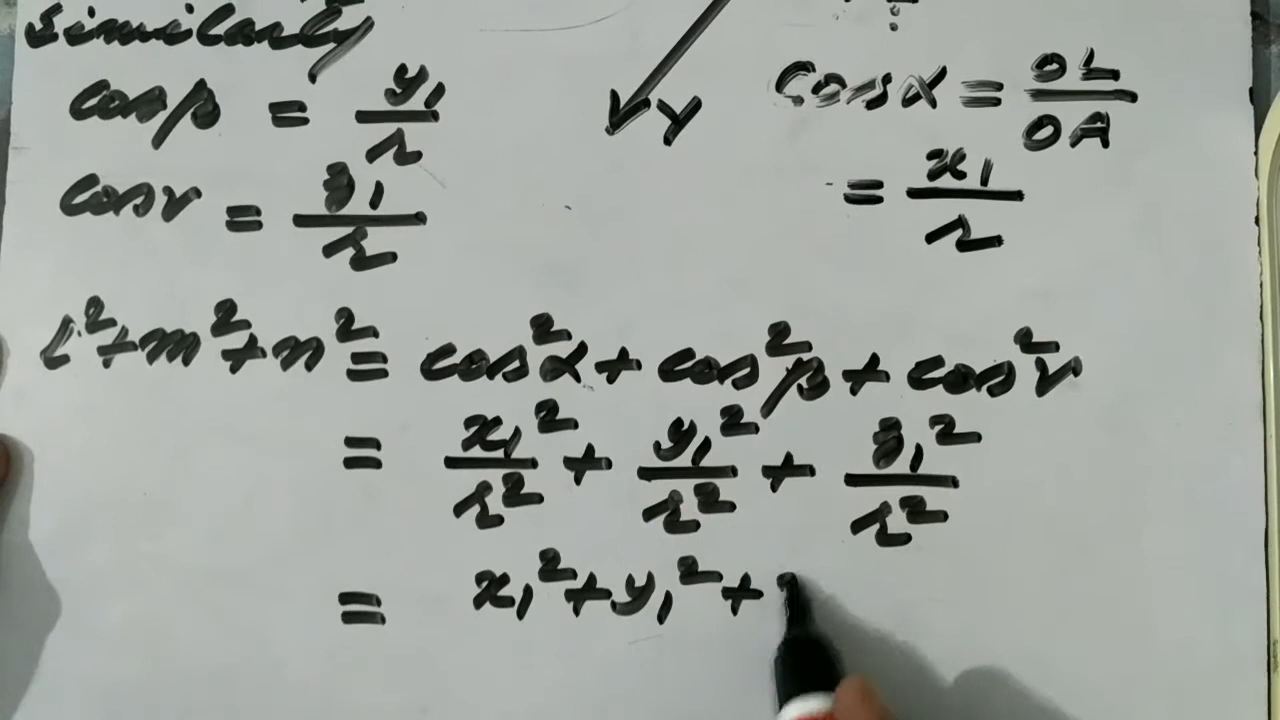 similarly
cosβ = y₁/r
cosγ = z₁/r
Y
cosα = OL/OA
= x₁/r
l²+m²+n² = cos²α + cos²β + cos²γ
= x₁²/r² + y₁²/r² + z₁²/r²
= x₁²+y₁²+